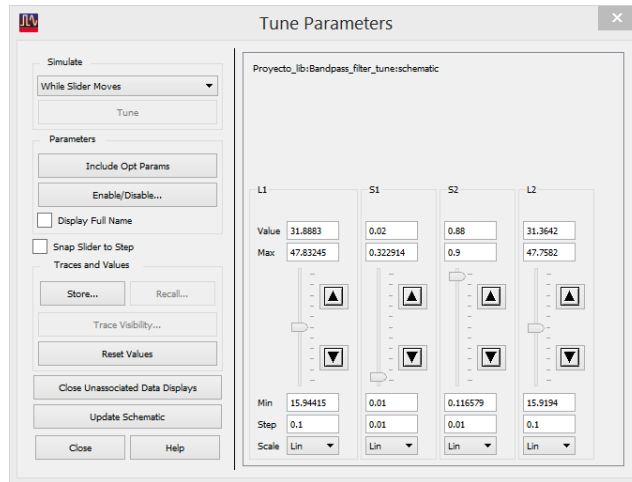 Tune Parameters
Simulate
While Slider Moves
Tune
Parameters
Include Opt Params
Enable/Disable...
Display Full Name
Snap Slider to Step
Traces and Values
Store... Recall...
Trace Visibility...
Reset Values
Close Unassociated Data Displays
Update Schematic
Close Help
Proyecto_lib:Bandpass_filter_tune:schematic
L1 S1 S2 L2
Value 31.8883 0.02 0.88 31.3642
Max 47.83245 0.322914 0.9 47.7582
Min 15.94415 0.01 0.116579 15.9194
Step 0.1 0.01 0.01 0.1
Scale Lin Lin Lin Lin